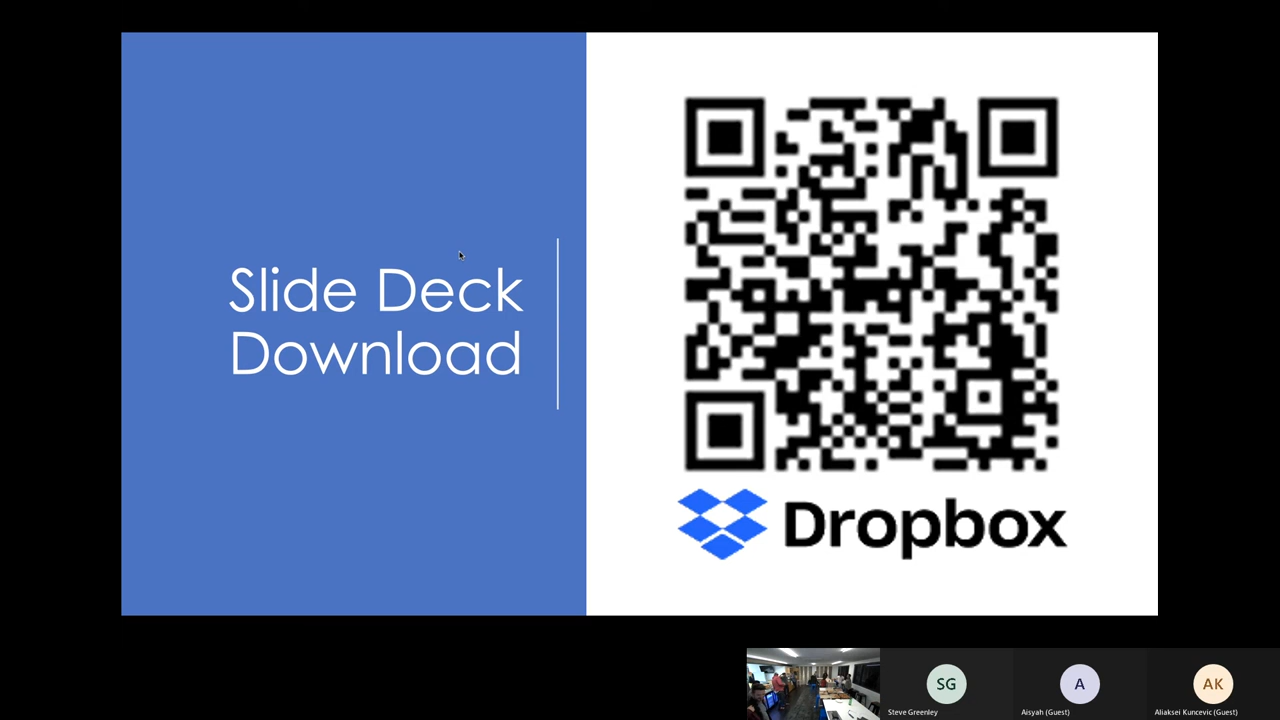 Slide Deck
Download
Dropbox
SG
A
AK
Steve Greenley
Aisyah (Guest)
Aliaksei Kuncevic (Guest)